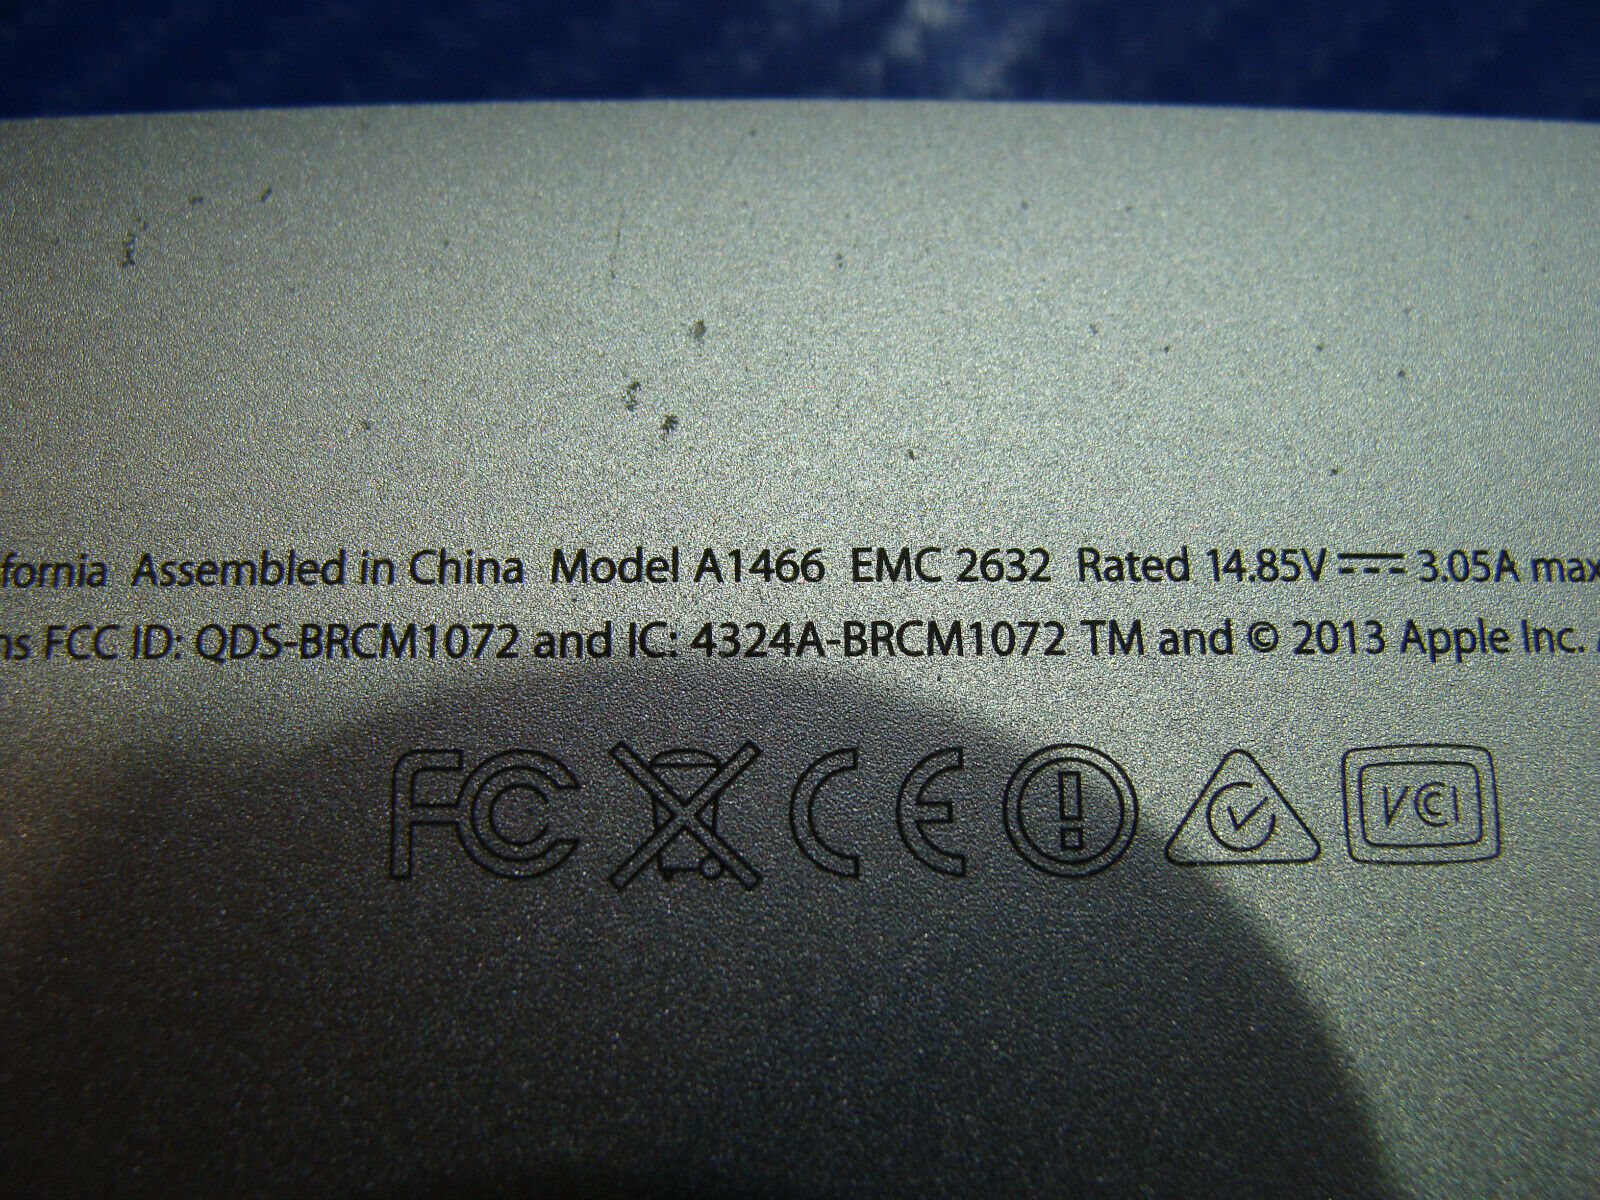 fornia Assembled in China Model A1466 EMC 2632 Rated 14.85V ⎓ 3.05A max
ns FCC ID: QDS-BRCM1072 and IC: 4324A-BRCM1072 TM and © 2013 Apple Inc.
FC CE ! VCI